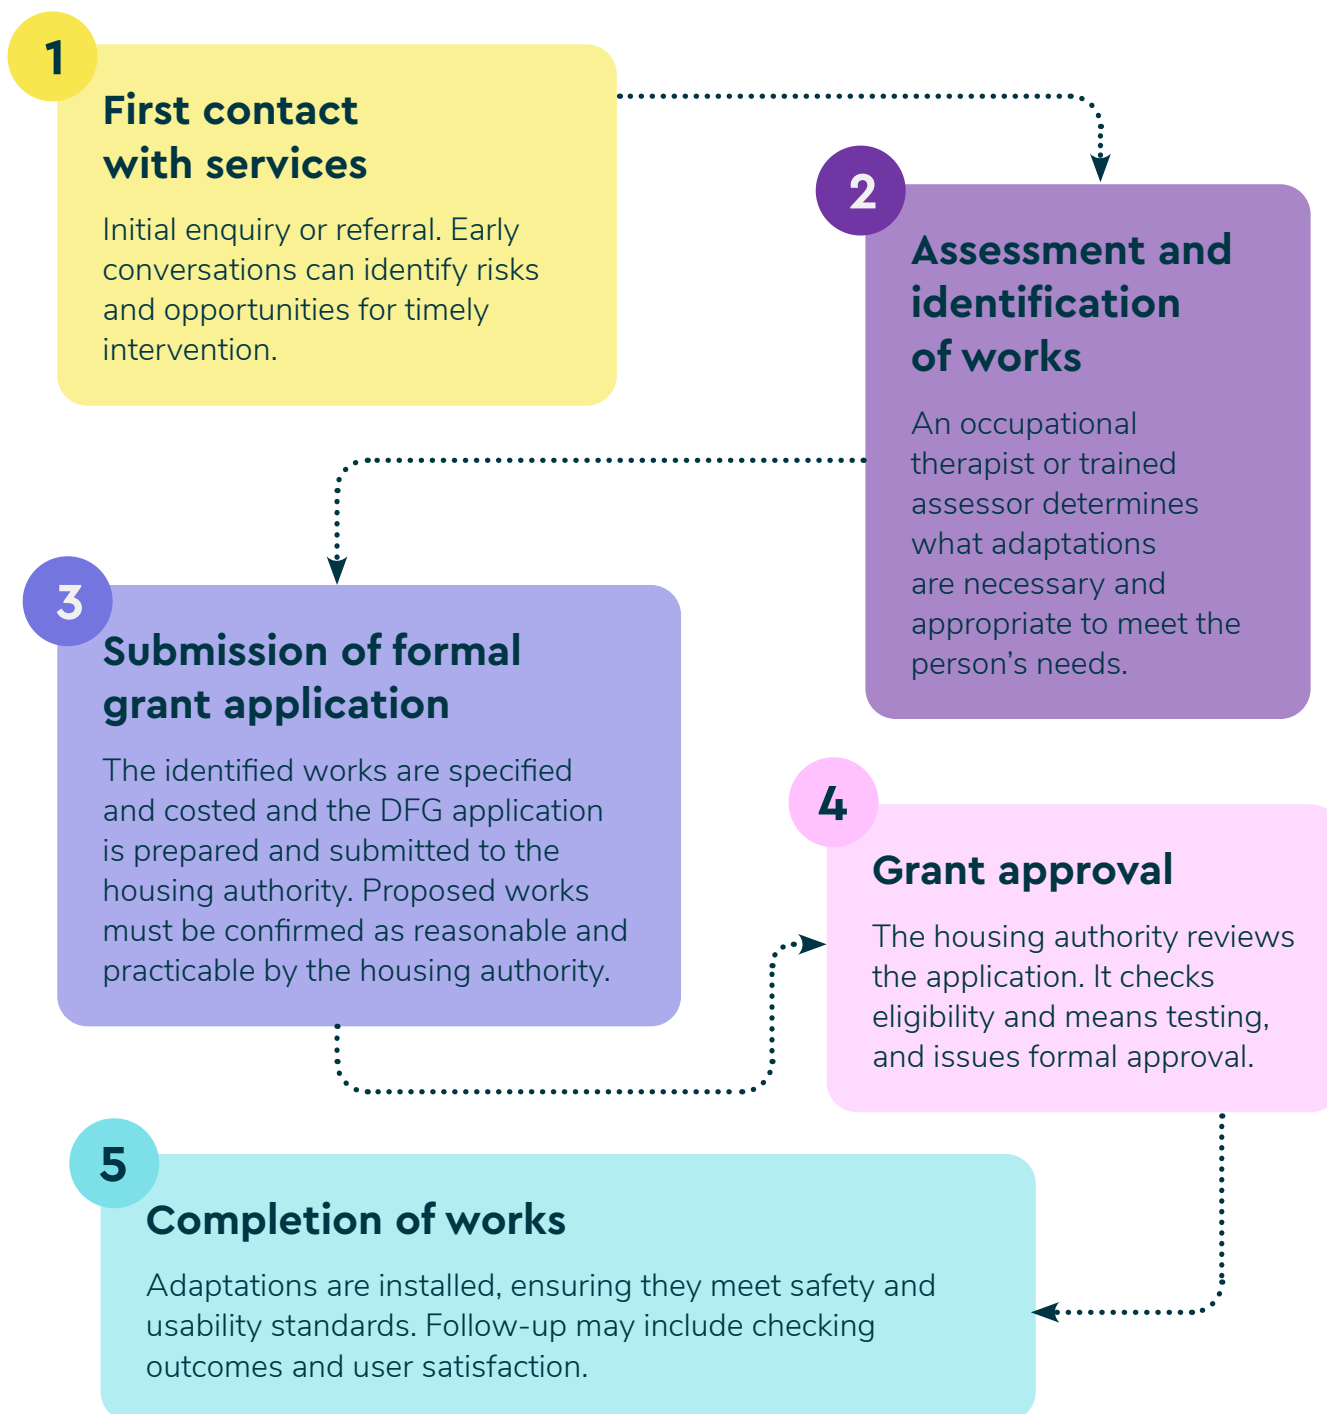 1
First contact
with services
Initial enquiry or referral. Early
conversations can identify risks
and opportunities for timely
intervention.
2
Assessment and
identification
of works
An occupational
therapist or trained
assessor determines
what adaptations
are necessary and
appropriate to meet the
person’s needs.
3
Submission of formal
grant application
The identified works are specified
and costed and the DFG application
is prepared and submitted to the
housing authority. Proposed works
must be confirmed as reasonable and
practicable by the housing authority.
4
Grant approval
The housing authority reviews
the application. It checks
eligibility and means testing,
and issues formal approval.
5
Completion of works
Adaptations are installed, ensuring they meet safety and
usability standards. Follow-up may include checking
outcomes and user satisfaction.